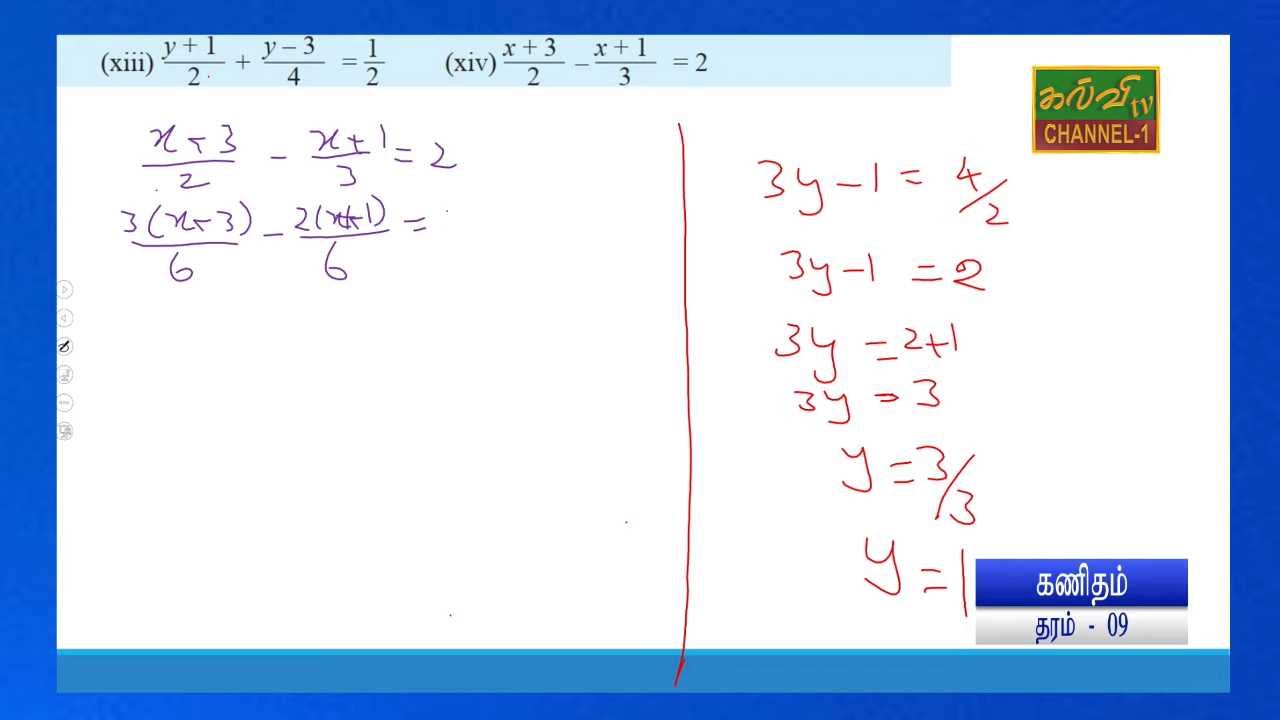 (xiii) (y + 1)/2 + (y – 3)/4 = 1/2 (xiv) (x + 3)/2 – (x + 1)/3 = 2
(x + 3)/2 - (x + 1)/3 = 2
3(x + 3)/6 - 2(x + 1)/6 =
3y - 1 = 4/2
3y - 1 = 2
3y = 2+1
3y = 3
y = 3/3
y = 1
கல்வி tv
CHANNEL-1
கணிதம்
தரம் - 09